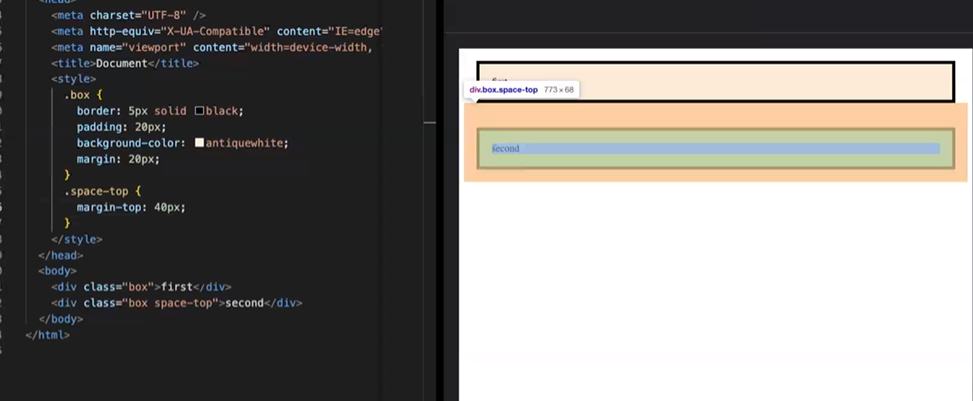 <head>
<meta charset="UTF-8" />
<meta http-equiv="X-UA-Compatible" content="IE=edge"
<meta name="viewport" content="width=device-width,
<title>Document</title>
<style>
.box {
border: 5px solid black;
padding: 20px;
background-color: antiquewhite;
margin: 20px;
}
.space-top {
margin-top: 40px;
}
</style>
</head>
<body>
<div class="box">first</div>
<div class="box space-top">second</div>
</body>
</html>
div.box.space-top 773 × 68
second